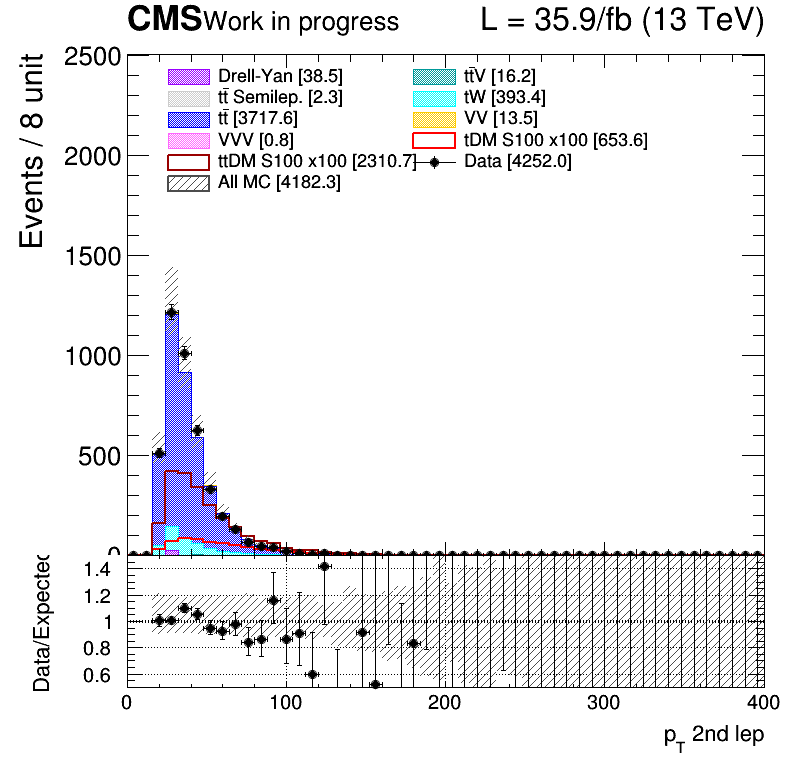 CMS Work in progress L = 35.9/fb (13 TeV)
Events / 8 unit
2500
2000
1500
1000
500
0
Drell-Yan [38.5]
tt̄ Semilep. [2.3]
tt̄ [3717.6]
VVV [0.8]
ttDM S100 x100 [2310.7]
All MC [4182.3]
tt̄V [16.2]
tW [393.4]
VV [13.5]
tDM S100 x100 [653.6]
Data [4252.0]
Data/Expected
1.4
1.2
1
0.8
0.6
0 100 200 300 400
p_T 2nd lep